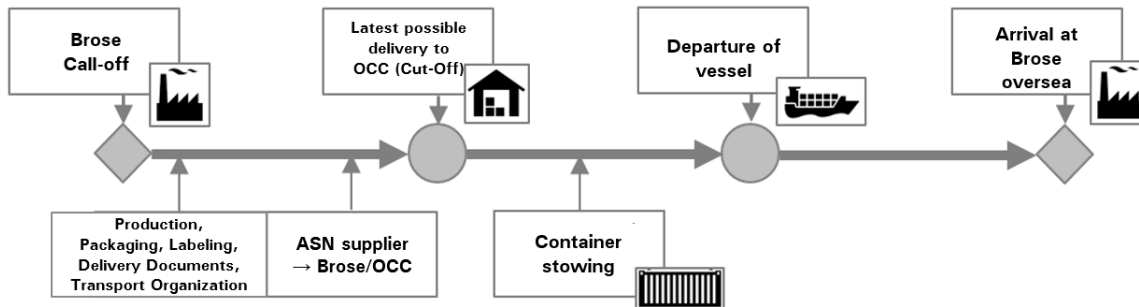 Brose
Call-off
Latest possible
delivery to
OCC (Cut-Off)
Departure of
vessel
Arrival at
Brose
oversea
Production,
Packaging, Labeling,
Delivery Documents,
Transport Organization
ASN supplier
→ Brose/OCC
Container
stowing